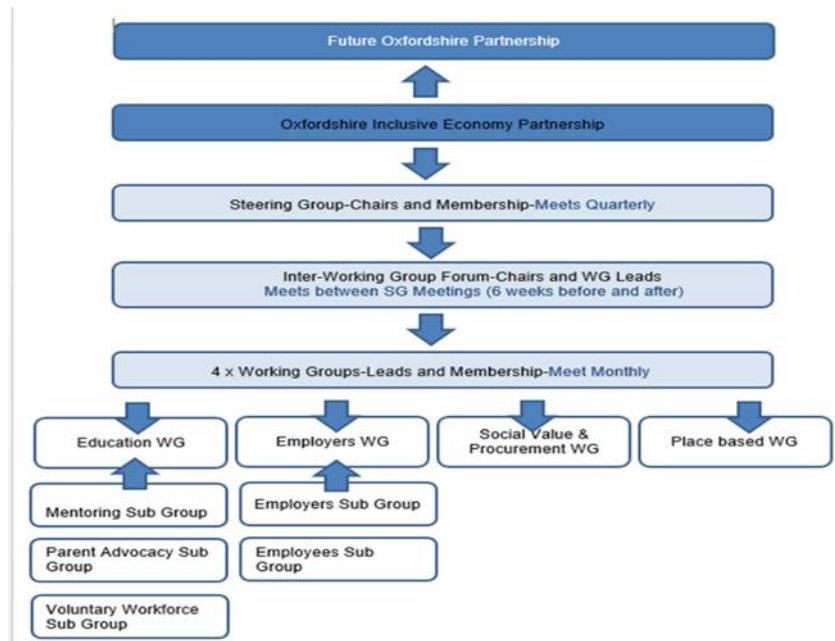 Future Oxfordshire Partnership
Oxfordshire Inclusive Economy Partnership
Steering Group-Chairs and Membership-Meets Quarterly
Inter-Working Group Forum-Chairs and WG Leads
Meets between SG Meetings (6 weeks before and after)
4 x Working Groups-Leads and Membership-Meet Monthly
Education WG
Employers WG
Social Value &
Procurement WG
Place based WG
Mentoring Sub Group
Employers Sub Group
Parent Advocacy Sub
Group
Employees Sub
Group
Voluntary Workforce
Sub Group